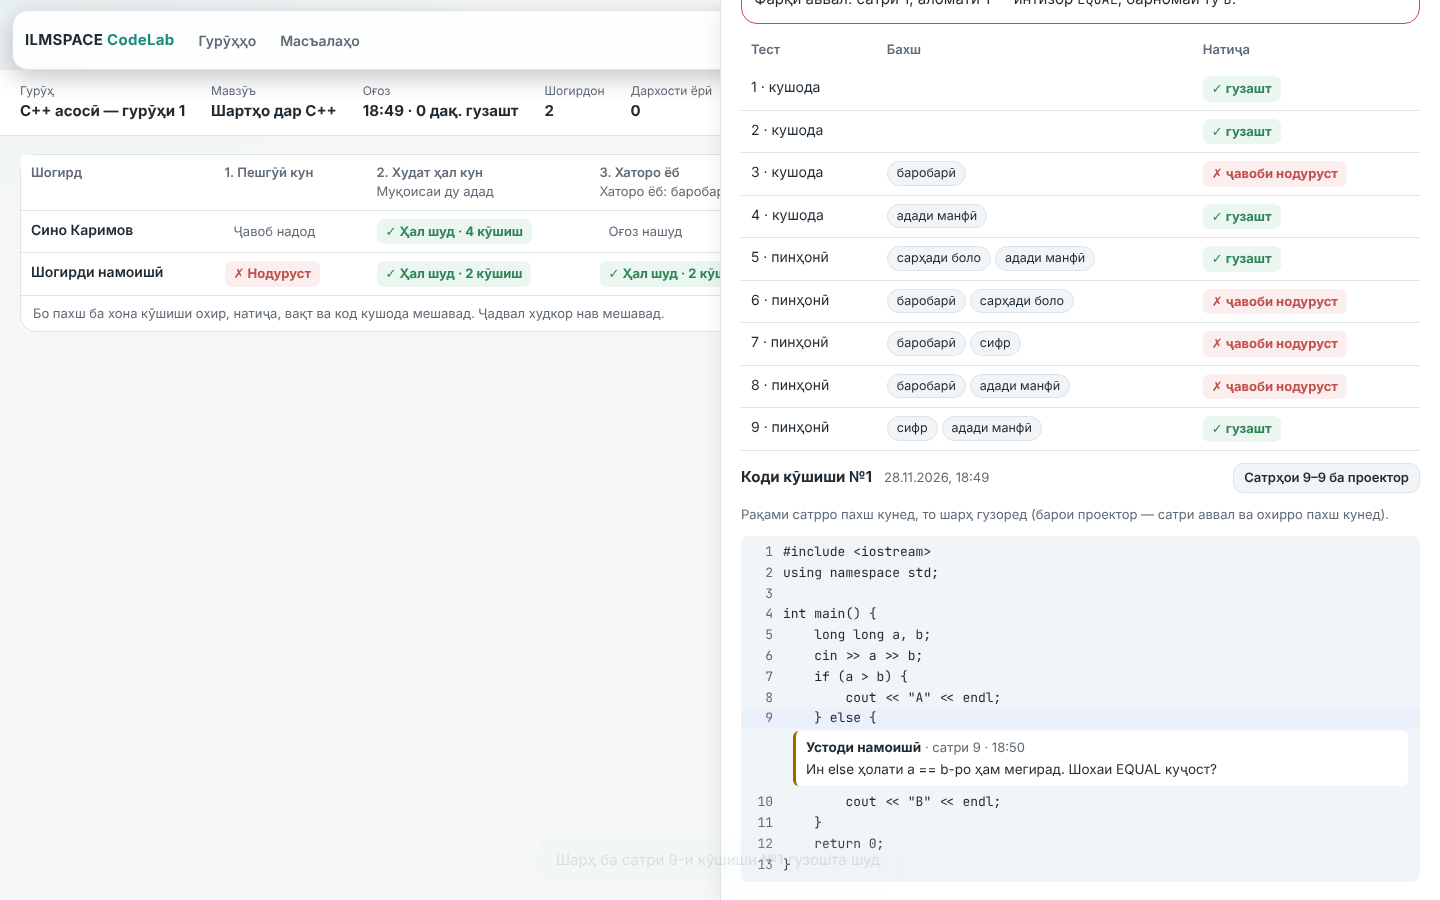 ILMSPACE CodeLab
Гурӯҳҳо
Масъалаҳо
Гурӯҳ
C++ асосӣ — гурӯҳи 1
Мавзӯъ
Шартҳо дар C++
Оғоз
18:49 · 0 дақ. гузашт
Шогирдон
2
Дархости ёрӣ
0
Шогирд
1. Пешгӯӣ кун
2. Худат ҳал кун
Муқоисаи ду адад
3. Хаторо ёб
Хаторо ёб: баробар
Сино Каримов
Ҷавоб надод
✓ Ҳал шуд · 4 кӯшиш
Оғоз нашуд
Шогирди намоишӣ
✗ Нодуруст
✓ Ҳал шуд · 2 кӯшиш
✓ Ҳал шуд · 2 кӯш
Бо пахш ба хона кӯшиши охир, натиҷа, вақт ва код кушода мешавад. Ҷадвал худкор нав мешавад.
Фарқи аввал: сатри 1, аломати 1 — интизор EQUAL, барномаи ту B.
Тест
Бахш
Натиҷа
1 · кушода
✓ гузашт
2 · кушода
✓ гузашт
3 · кушода
баробарӣ
✗ ҷавоби нодуруст
4 · кушода
адади манфӣ
✓ гузашт
5 · пинҳонӣ
сарҳади боло
адади манфӣ
✓ гузашт
6 · пинҳонӣ
баробарӣ
сарҳади боло
✗ ҷавоби нодуруст
7 · пинҳонӣ
баробарӣ
сифр
✗ ҷавоби нодуруст
8 · пинҳонӣ
баробарӣ
адади манфӣ
✗ ҷавоби нодуруст
9 · пинҳонӣ
сифр
адади манфӣ
✓ гузашт
Коди кӯшиши №1
28.11.2026, 18:49
Сатрҳои 9–9 ба проектор
Рақами сатрро пахш кунед, то шарҳ гузоред (барои проектор — сатри аввал ва охирро пахш кунед).
1 #include <iostream>
2 using namespace std;
3
4 int main() {
5     long long a, b;
6     cin >> a >> b;
7     if (a > b) {
8         cout << "A" << endl;
9     } else {
Устоди намоишӣ · сатри 9 · 18:50
Ин else ҳолати a == b-ро ҳам мегирад. Шохаи EQUAL куҷост?
10         cout << "B" << endl;
11     }
12     return 0;
13 }
Шарҳ ба сатри 9-и кӯшиши №1 гузошта шуд.